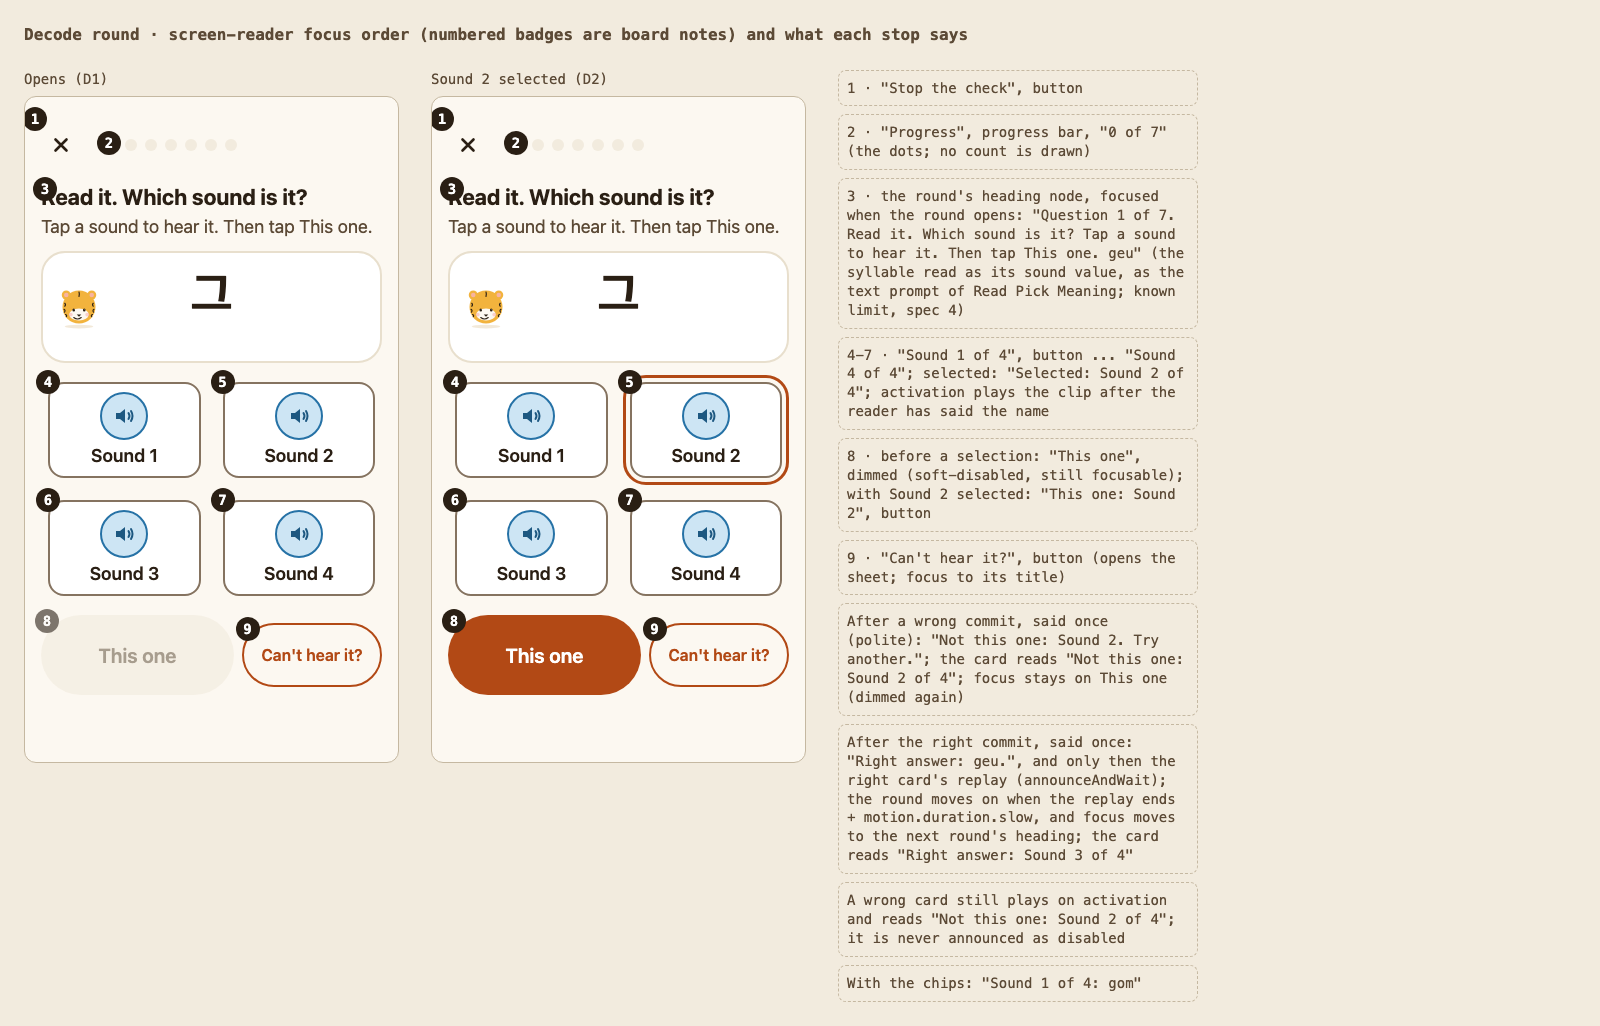 Decode round · screen-reader focus order (numbered badges are board notes) and what each stop says
Opens (D1)
1
2
3
Read it. Which sound is it?
Tap a sound to hear it. Then tap This one.
그
4
5
Sound 1
Sound 2
6
7
Sound 3
Sound 4
8
9
This one
Can't hear it?
Sound 2 selected (D2)
1
2
3
Read it. Which sound is it?
Tap a sound to hear it. Then tap This one.
그
4
5
Sound 1
Sound 2
6
7
Sound 3
Sound 4
8
9
This one
Can't hear it?
1 · "Stop the check", button
2 · "Progress", progress bar, "0 of 7"
(the dots; no count is drawn)
3 · the round's heading node, focused
when the round opens: "Question 1 of 7.
Read it. Which sound is it? Tap a sound
to hear it. Then tap This one. geu" (the
syllable read as its sound value, as the
text prompt of Read Pick Meaning; known
limit, spec 4)
4–7 · "Sound 1 of 4", button ... "Sound
4 of 4"; selected: "Selected: Sound 2 of
4"; activation plays the clip after the
reader has said the name
8 · before a selection: "This one",
dimmed (soft-disabled, still focusable);
with Sound 2 selected: "This one: Sound
2", button
9 · "Can't hear it?", button (opens the
sheet; focus to its title)
After a wrong commit, said once
(polite): "Not this one: Sound 2. Try
another."; the card reads "Not this one:
Sound 2 of 4"; focus stays on This one
(dimmed again)
After the right commit, said once:
"Right answer: geu.", and only then the
right card's replay (announceAndWait);
the round moves on when the replay ends
+ motion.duration.slow, and focus moves
to the next round's heading; the card
reads "Right answer: Sound 3 of 4"
A wrong card still plays on activation
and reads "Not this one: Sound 2 of 4";
it is never announced as disabled
With the chips: "Sound 1 of 4: gom"